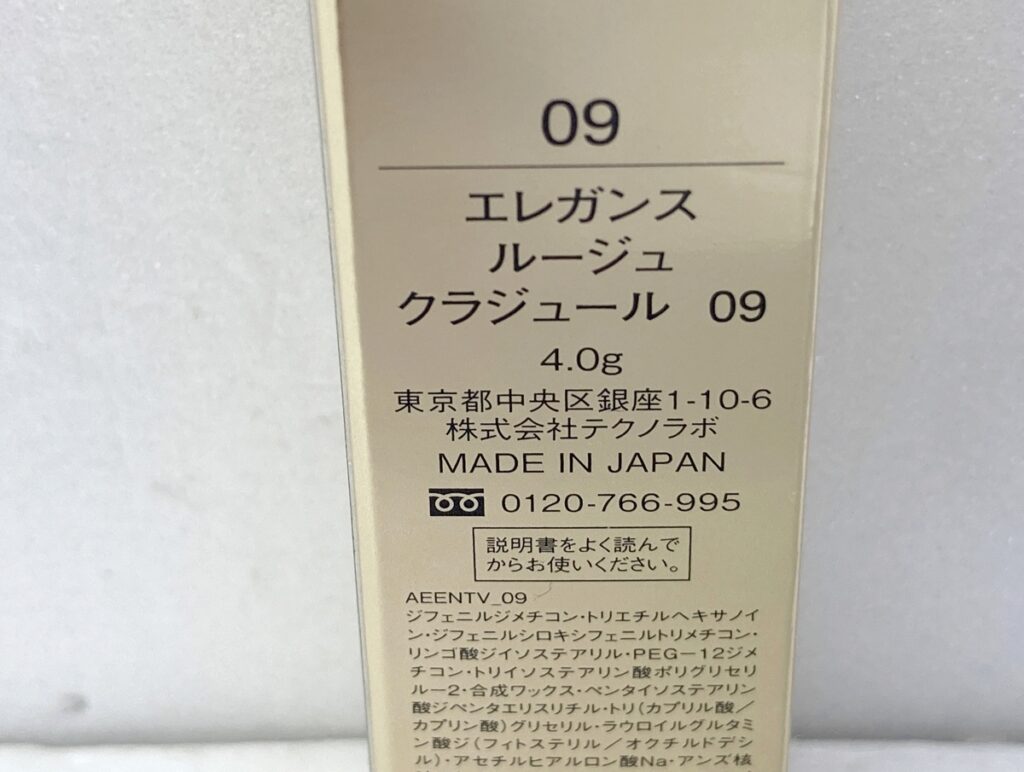 09
エレガンス
ルージュ
クラジュール 09
4.0g
東京都中央区銀座1-10-6
株式会社テクノラボ
MADE IN JAPAN
0120-766-995
説明書をよく読んで
からお使いください。
AEENTV_09
ジフェニルジメチコン・トリエチルヘキサノイ
ン・ジフェニルシロキシフェニルトリメチコン・
リンゴ酸ジイソステアリル・PEG－12ジメ
チコン・トリイソステアリン酸ポリグリセリ
ル－2・合成ワックス・ペンタイソステアリン
酸ジペンタエリスリチル・トリ（カプリル酸／
カプリン酸）グリセリル・ラウロイルグルタミ
ン酸ジ（フィトステリル／オクチルドデシ
ル）・アセチルヒアルロン酸Na・アンズ核